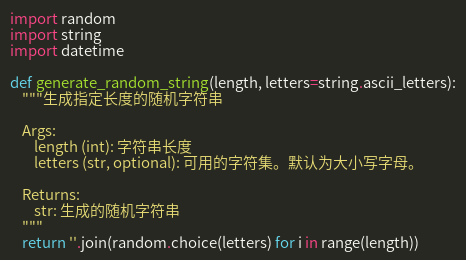 import random
import string
import datetime
def generate_random_string(length, letters=string.ascii_letters):
"""生成指定长度的随机字符串
Args:
length (int): 字符串长度
letters (str, optional): 可用的字符集。默认为大小写字母。
Returns:
str: 生成的随机字符串
"""
return ''.join(random.choice(letters) for i in range(length))